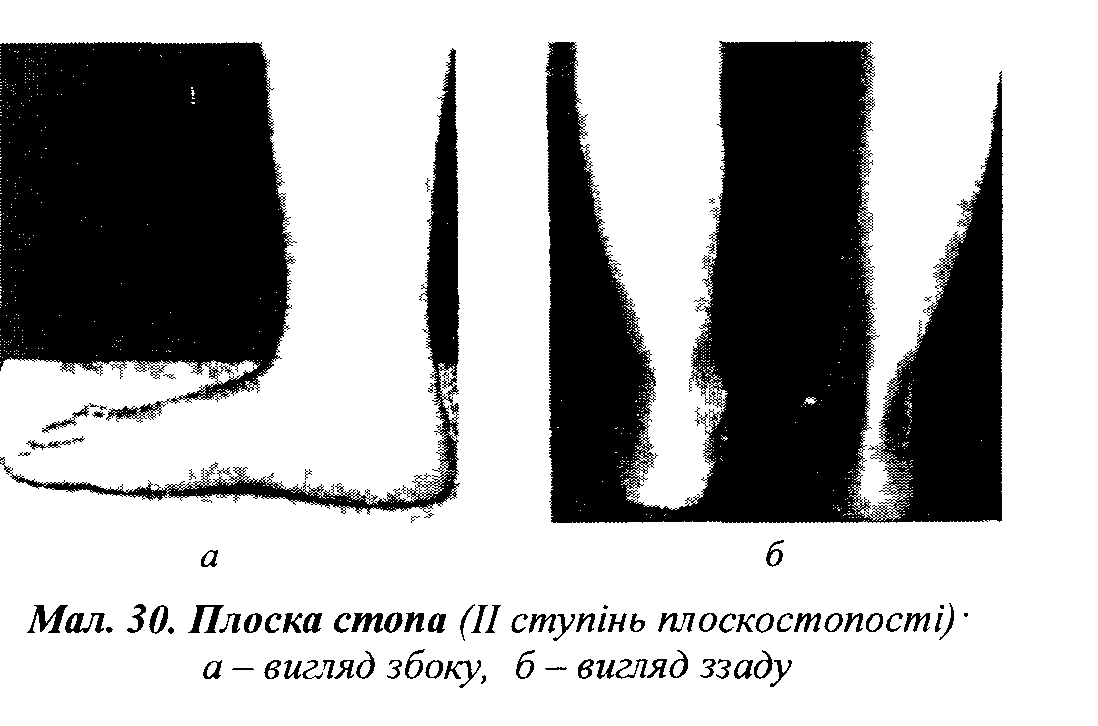 а
б
Мал. 30. Плоска стопа (II ступінь плоскостопості)
а – вигляд збоку, б – вигляд ззаду